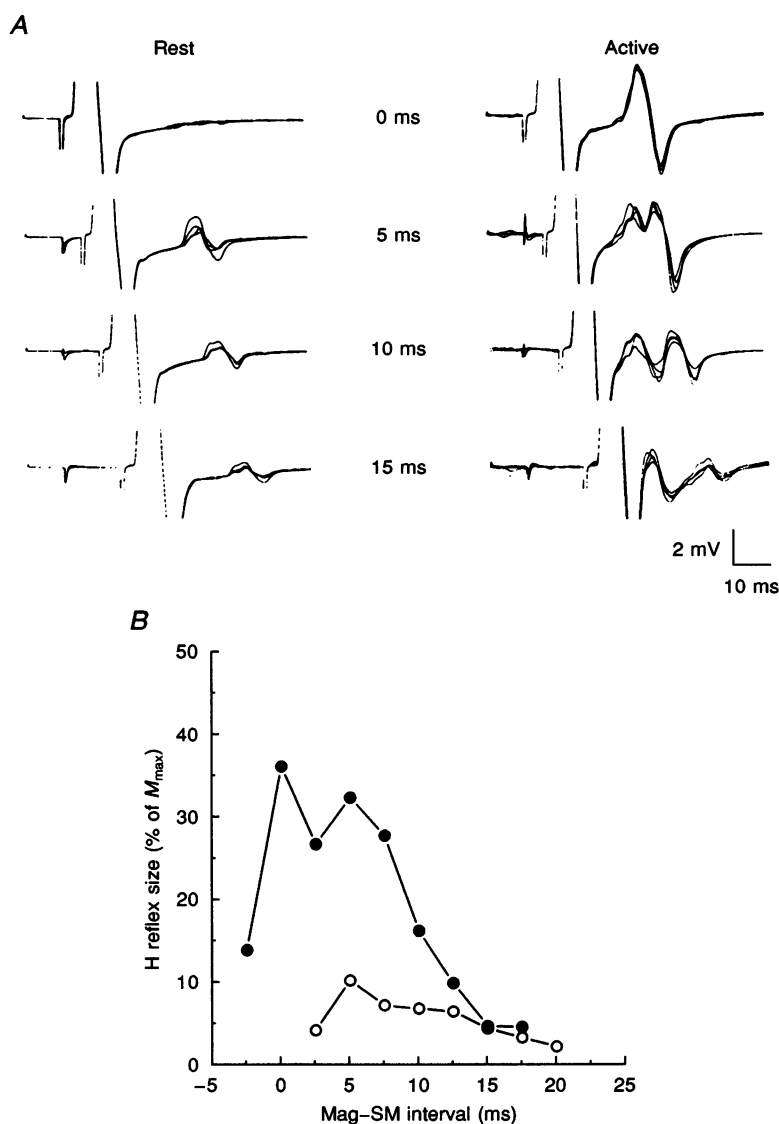 A
Rest
Active
0 ms
5 ms
10 ms
15 ms
2 mV
10 ms
B
50
40
30
20
10
0
H reflex size (% of Mmax)
−5
0
5
10
15
20
25
Mag–SM interval (ms)